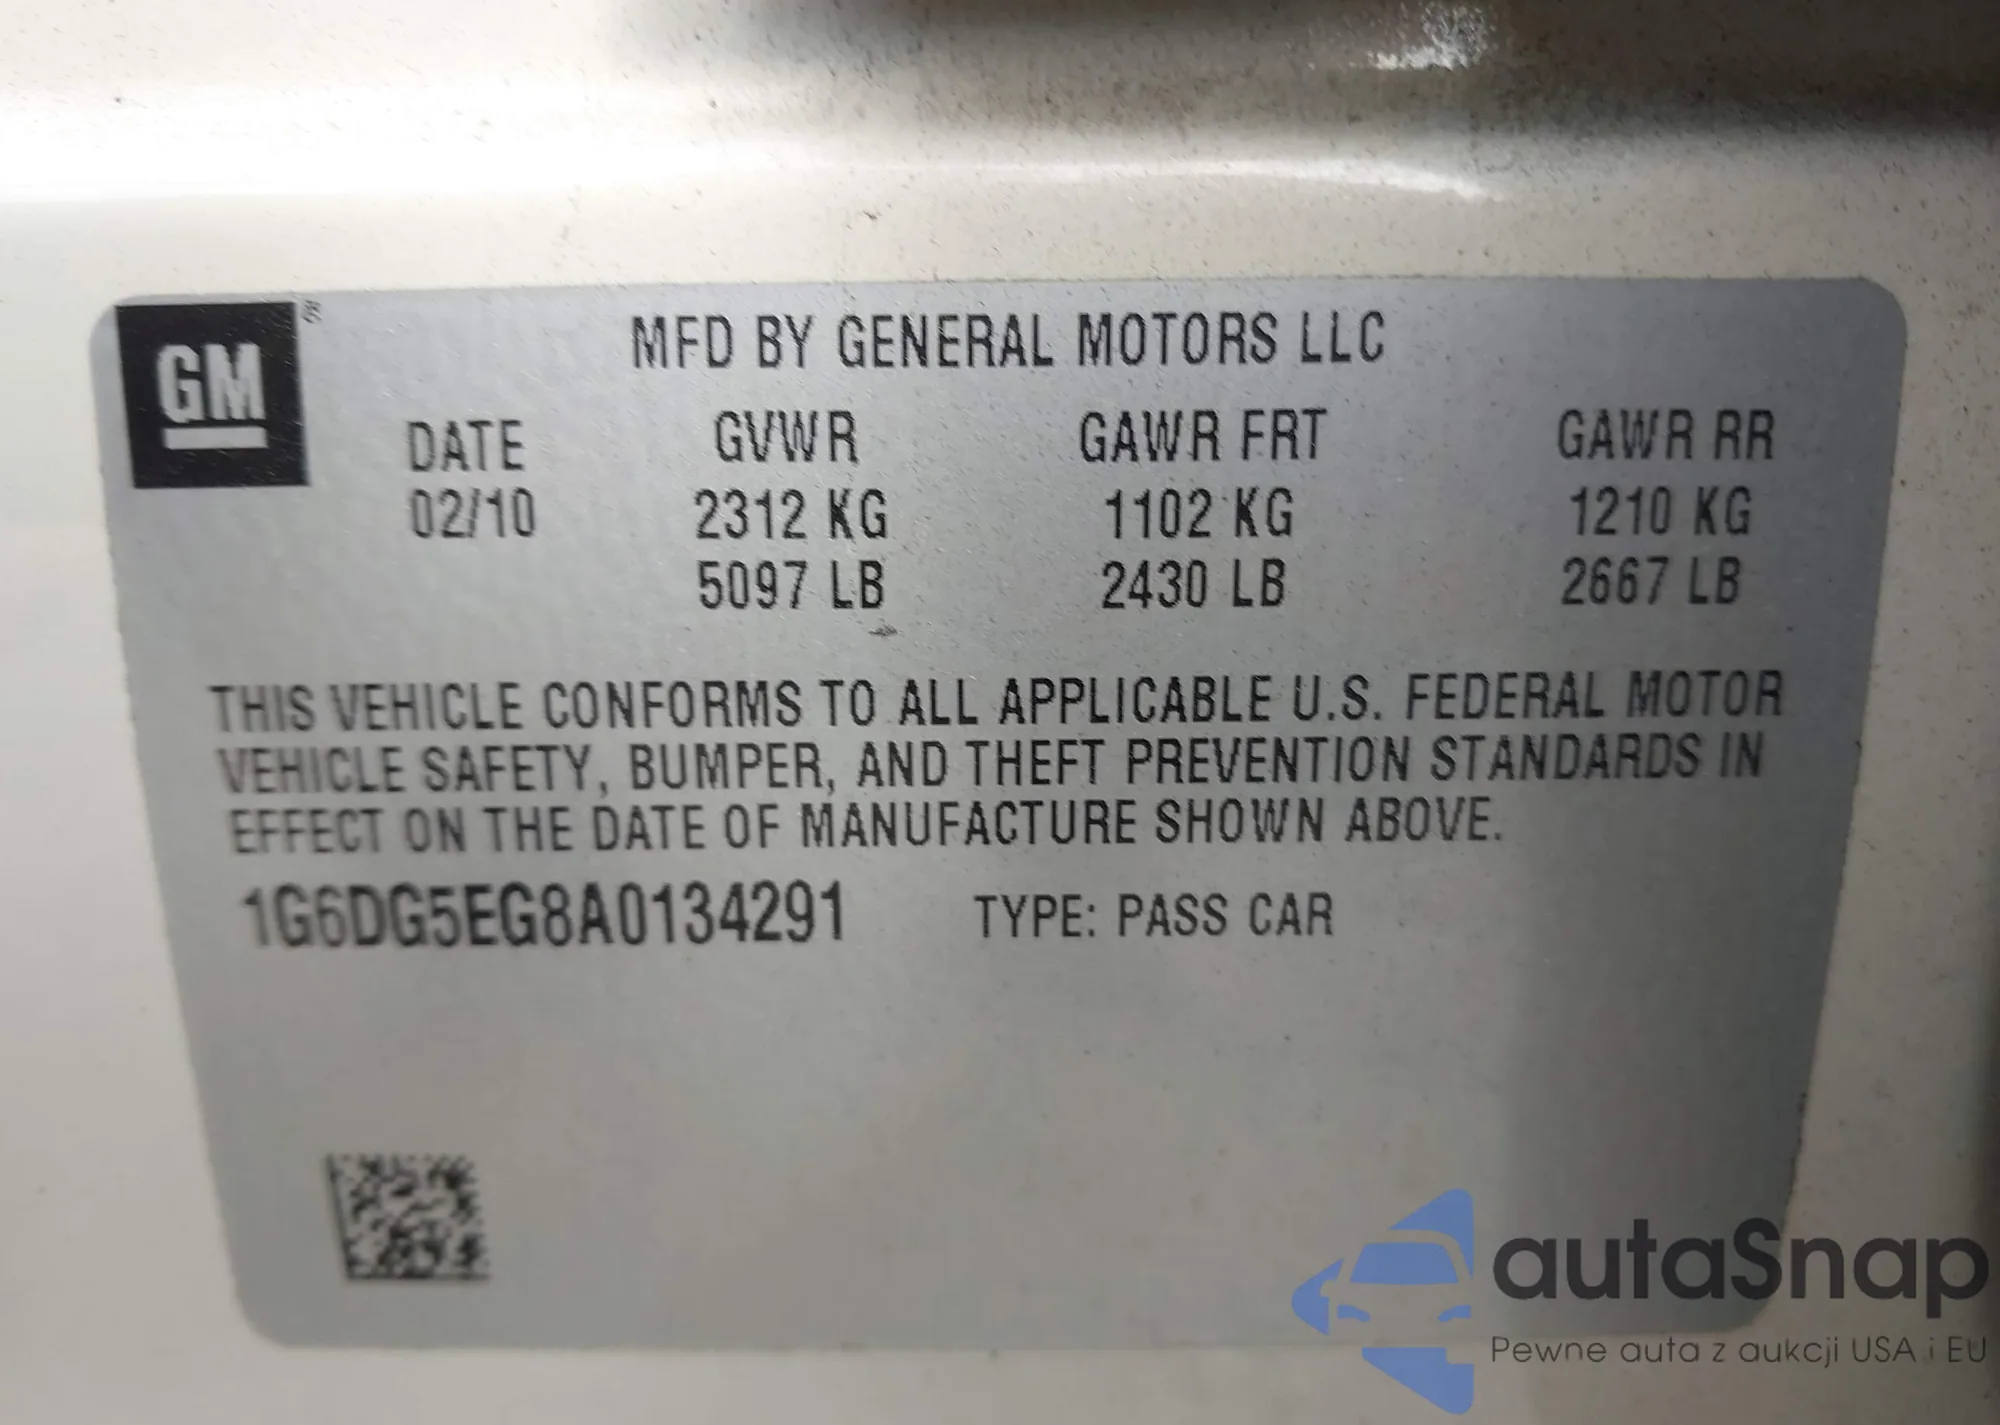 GM
MFD BY GENERAL MOTORS LLC
DATE GVWR GAWR FRT GAWR RR
02/10 2312 KG 1102 KG 1210 KG
5097 LB 2430 LB 2667 LB
THIS VEHICLE CONFORMS TO ALL APPLICABLE U.S. FEDERAL MOTOR
VEHICLE SAFETY, BUMPER, AND THEFT PREVENTION STANDARDS IN
EFFECT ON THE DATE OF MANUFACTURE SHOWN ABOVE.
1G6DG5EG8A0134291 TYPE: PASS CAR
autaSnap
Pewne auta z aukcji USA i EU